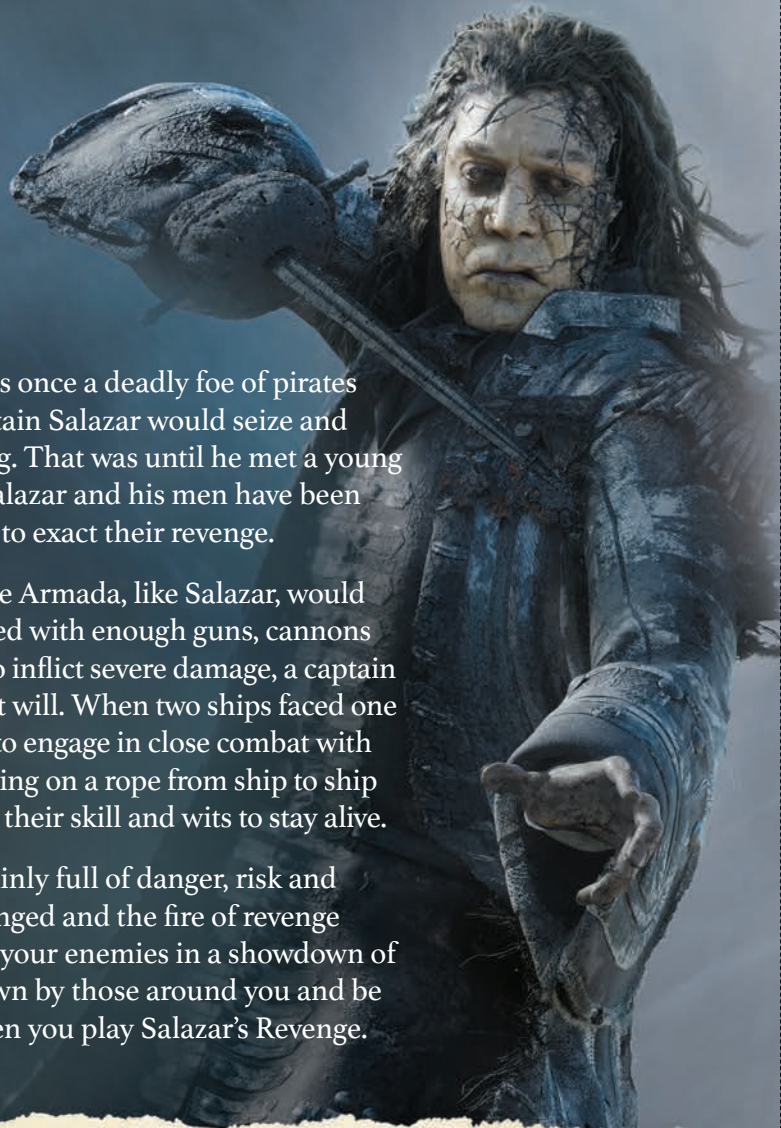 s once a deadly foe of pirates
tain Salazar would seize and
g. That was until he met a young
alazar and his men have been
to exact their revenge.
e Armada, like Salazar, would
ed with enough guns, cannons
o inflict severe damage, a captain
t will. When two ships faced one
to engage in close combat with
ing on a rope from ship to ship
their skill and wits to stay alive.
inly full of danger, risk and
nged and the fire of revenge
your enemies in a showdown of
wn by those around you and be
en you play Salazar’s Revenge.